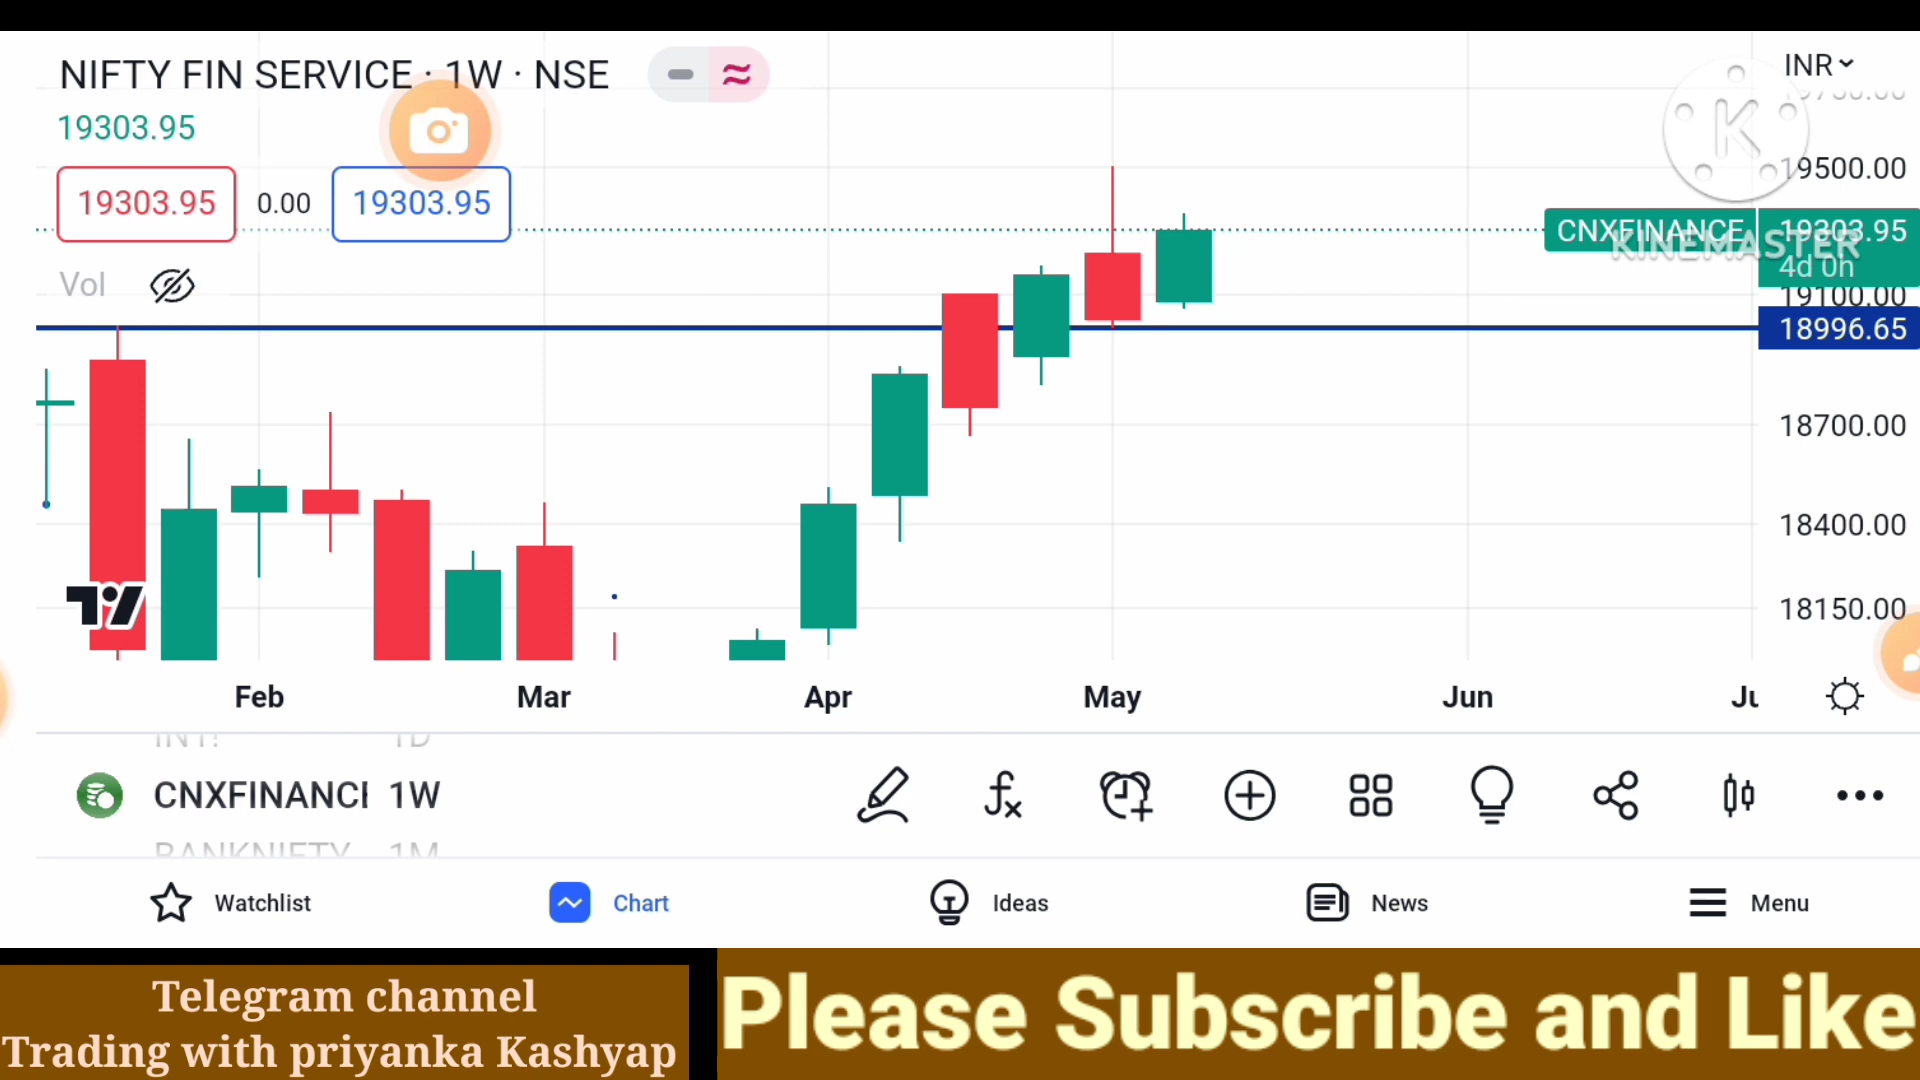 NIFTY FIN SERVICE · 1W · NSE
INR
19303.95
19303.95 0.00 19303.95
19500.00
CNXFINANCE 19303.95
KINEMASTER
4d 0h
Vol
19100.00
18996.65
18700.00
18400.00
18150.00
Feb Mar Apr May Jun
CNXFINANCI 1W
BANKNIFTY 1M
Watchlist Chart Ideas News Menu
Telegram channel
Trading with priyanka Kashyap
Please Subscribe and Like